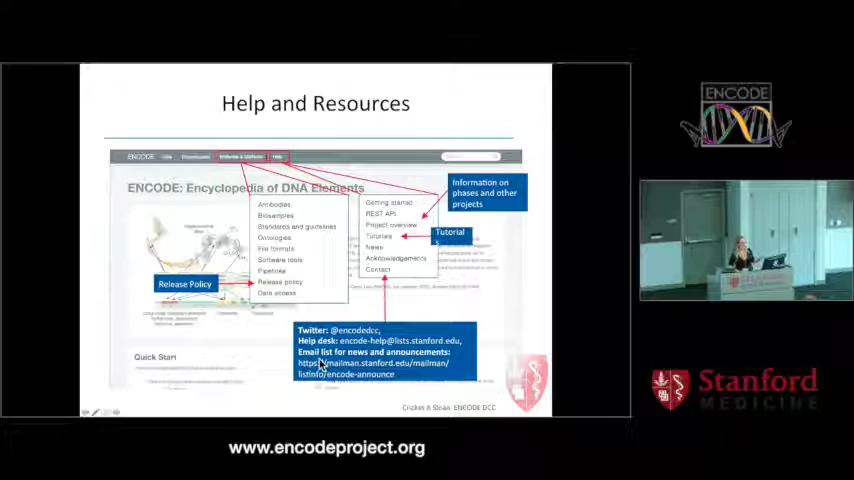 Help and Resources
ENCODE
ENCODE: Encyclopedia of DNA Elements
Information on
phases and other
projects
Antibodies
Biosamples
Standards and guidelines
Ontologies
File formats
Software tools
Pipelines
Release policy
Data access
Getting started
REST API
Project overview
Tutorials
News
Acknowledgements
Contact
Tutorial
s
Release Policy
Twitter: @encodedcc,
Help desk: encode-help@lists.stanford.edu,
Email list for news and announcements:
https://mailman.stanford.edu/mailman/
listinfo/encode-announce
Quick Start
Cricket A Sloan, ENCODE DCC
www.encodeproject.org
ENCODE
Stanford
MEDICINE